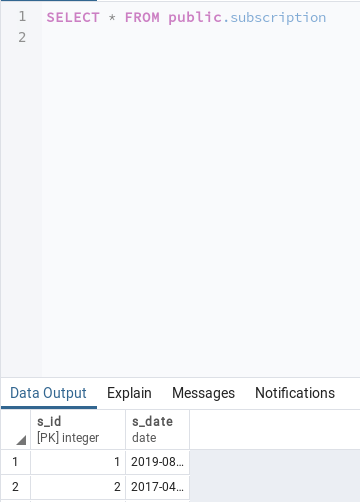 1 SELECT * FROM public.subscription
2
Data Output Explain Messages Notifications
s_id s_date
[PK] integer date
1 1 2019-08...
2 2 2017-04...